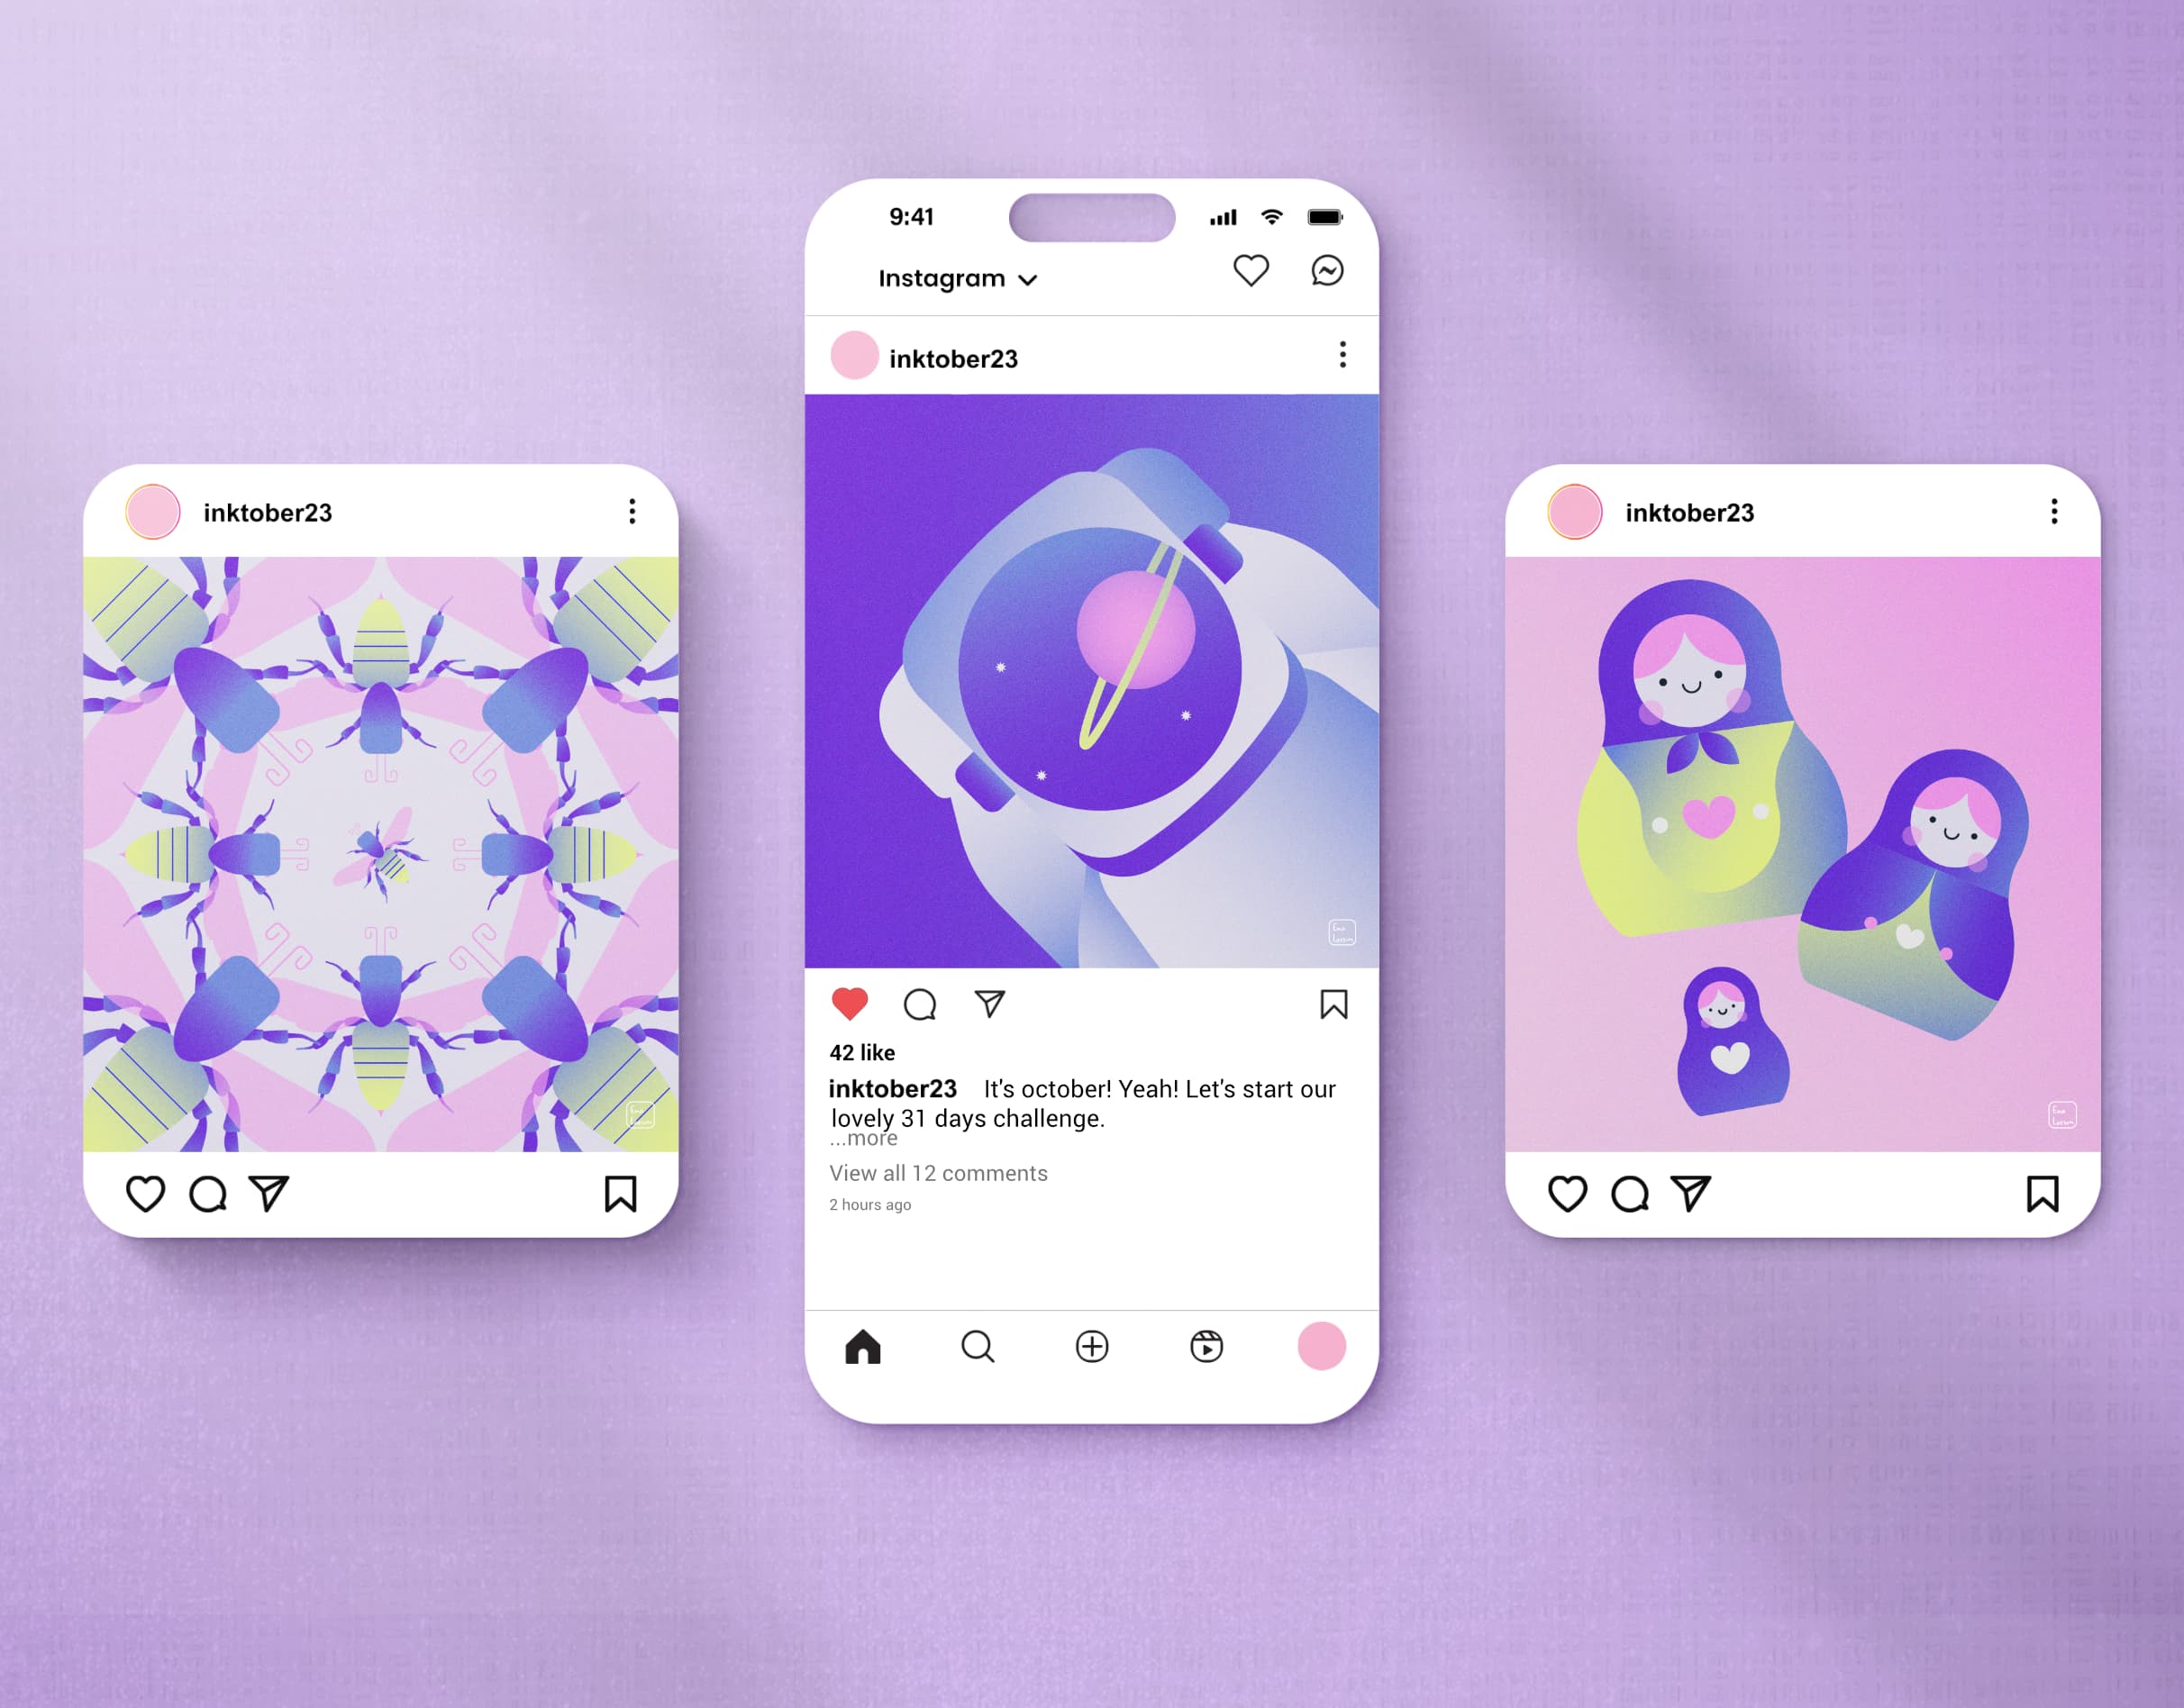 inktober23
9:41
Instagram
inktober23
42 like
inktober23 It's october! Yeah! Let's start our
lovely 31 days challenge.
...more
View all 12 comments
2 hours ago
inktober23